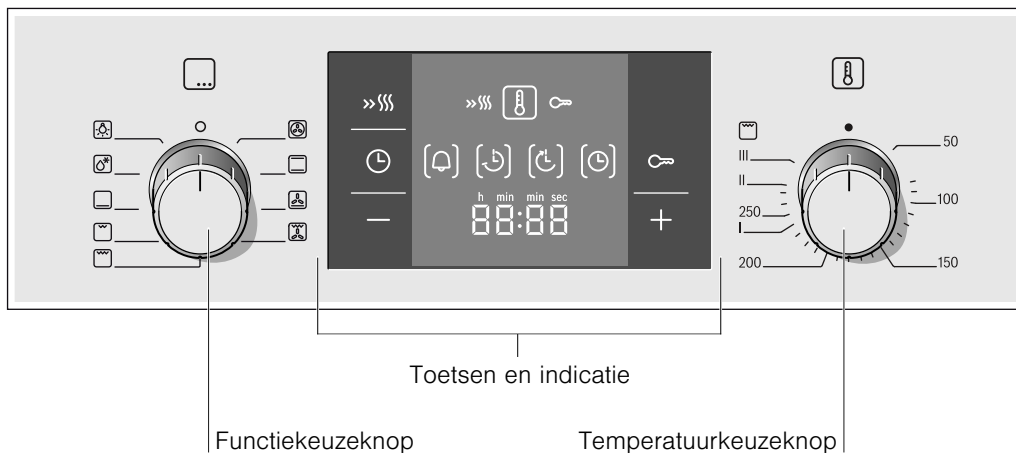 h min min sec
88:88
50
III
II
100
250
I
200
150
Toetsen en indicatie
Functiekeuzeknop
Temperatuurkeuzeknop